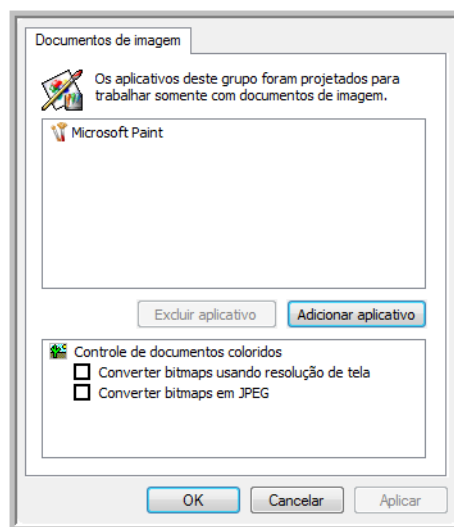 Documentos de imagem
Os aplicativos deste grupo foram projetados para
trabalhar somente com documentos de imagem.
Microsoft Paint
Excluir aplicativo
Adicionar aplicativo
Controle de documentos coloridos
Converter bitmaps usando resolução de tela
Converter bitmaps em JPEG
OK
Cancelar
Aplicar